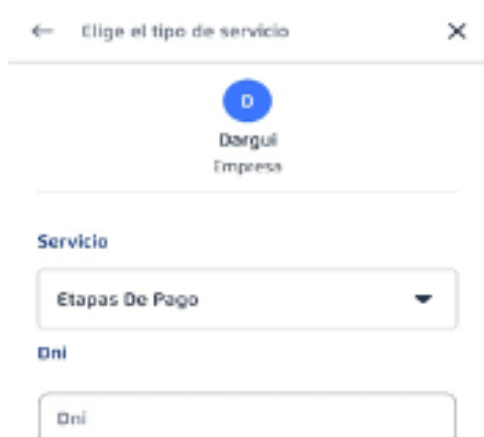 Elige el tipo de servicio
D
Dargui
Empresa
Servicio
Etapas De Pago
Dni
Dni